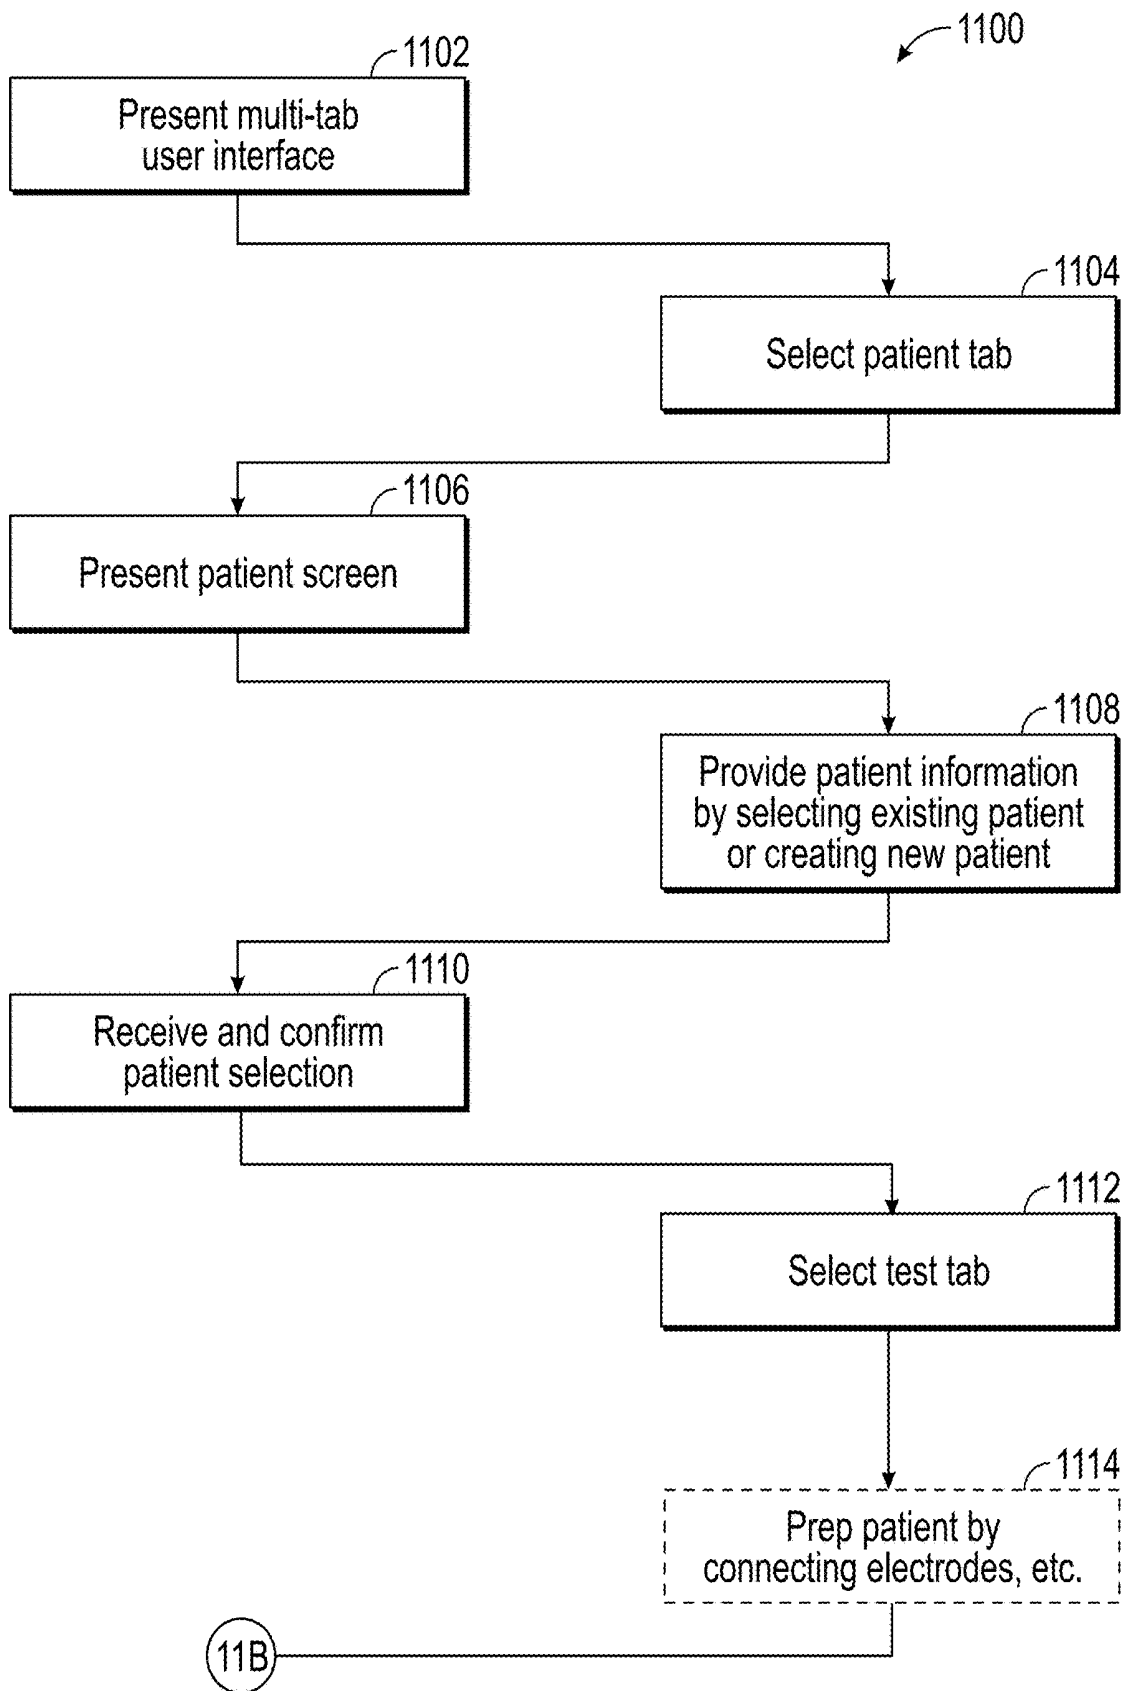 1100
1102
Present multi-tab
user interface
1104
Select patient tab
1106
Present patient screen
1108
Provide patient information
by selecting existing patient
or creating new patient
1110
Receive and confirm
patient selection
1112
Select test tab
1114
Prep patient by
connecting electrodes, etc.
11B